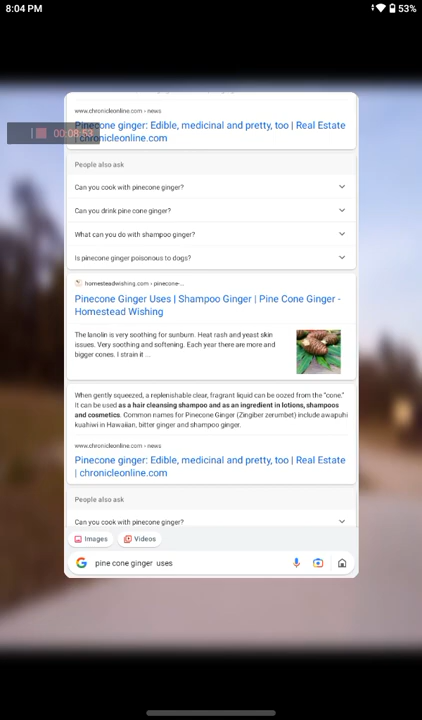 8:04 PM
53%
www.chronicleonline.com › news
Pinecone ginger: Edible, medicinal and pretty, too | Real Estate
| chronicleonline.com
00:08:53
People also ask
Can you cook with pinecone ginger?
Can you drink pine cone ginger?
What can you do with shampoo ginger?
Is pinecone ginger poisonous to dogs?
homesteadwishing.com › pinecone-...
Pinecone Ginger Uses | Shampoo Ginger | Pine Cone Ginger -
Homestead Wishing
The lanolin is very soothing for sunburn. Heat rash and yeast skin
issues. Very soothing and softening. Each year there are more and
bigger cones. I strain it ...
When gently squeezed, a replenishable clear, fragrant liquid can be oozed from the "cone."
It can be used as a hair cleansing shampoo and as an ingredient in lotions, shampoos
and cosmetics. Common names for Pinecone Ginger (Zingiber zerumbet) include awapuhi
kuahiwi in Hawaiian, bitter ginger and shampoo ginger.
www.chronicleonline.com › news
Pinecone ginger: Edible, medicinal and pretty, too | Real Estate
| chronicleonline.com
People also ask
Can you cook with pinecone ginger?
Images
Videos
pine cone ginger uses